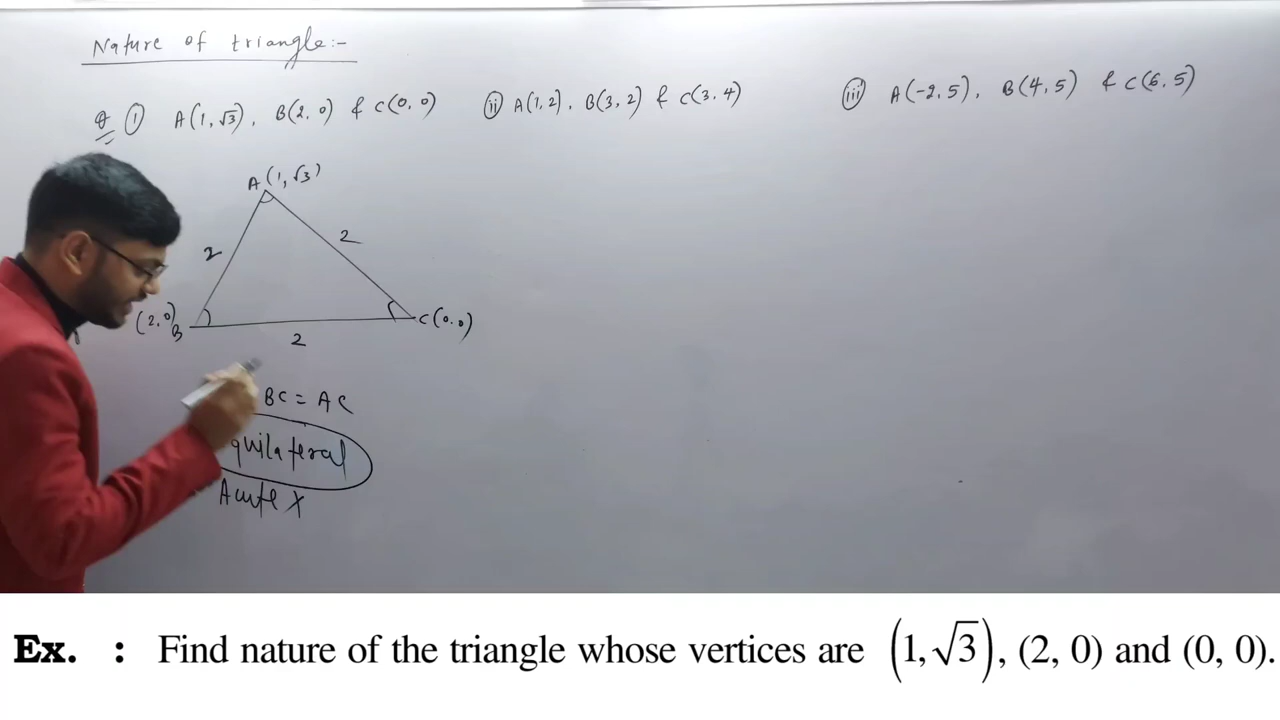 Nature of triangle:-
Q (i) A(1, √3), B(2, 0) & C(0, 0) (ii) A(1, 2), B(3, 2) & C(3, 4) (iii) A(-2, 5), B(4, 5) & C(6, 5)
A(1, √3)
2 2
(2, 0) B C(0, 0)
2
BC = AC
quilateral
Acute X
Ex. : Find nature of the triangle whose vertices are (1, √3), (2, 0) and (0, 0).